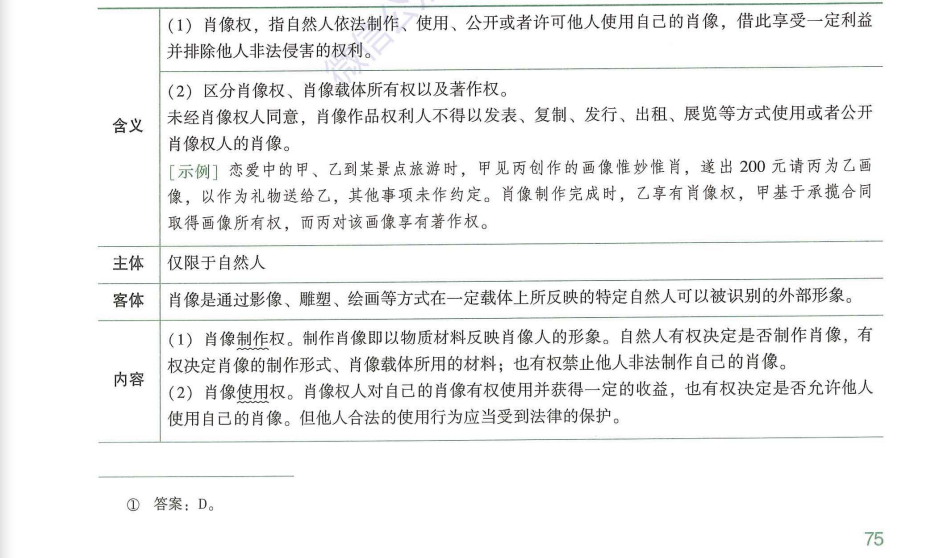 (1) 肖像权，指自然人依法制作、使用、公开或者许可他人使用自己的肖像，借此享受一定利益
并排除他人非法侵害的权利。
含义
(2) 区分肖像权、肖像载体所有权以及著作权。
未经肖像权人同意，肖像作品权利人不得以发表、复制、发行、出租、展览等方式使用或者公开
肖像权人的肖像。
[示例] 恋爱中的甲、乙到某景点旅游时，甲见丙创作的画像惟妙惟肖，遂出 200 元请丙为乙画
像，以作为礼物送给乙，其他事项未作约定。肖像制作完成时，乙享有肖像权，甲基于承揽合同
取得画像所有权，而丙对该画像享有著作权。
主体 仅限于自然人
客体 肖像是通过影像、雕塑、绘画等方式在一定载体上所反映的特定自然人可以被识别的外部形象。
内容
(1) 肖像制作权。制作肖像即以物质材料反映肖像人的形象。自然人有权决定是否制作肖像，有
权决定肖像的制作形式、肖像载体所用的材料；也有权禁止他人非法制作自己的肖像。
(2) 肖像使用权。肖像权人对自己的肖像有权使用并获得一定的收益，也有权决定是否允许他人
使用自己的肖像。但他人合法的使用行为应当受到法律的保护。
① 答案：D。
75
微信公